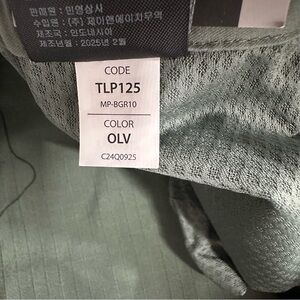 판매원 : 민영상사
수입원 : (주) 제이앤에이치무역
제조국 : 인도네시아
제조년월 : 2025년 2월
CODE
TLP125
MP-BGR10
COLOR
OLV
C24Q0925